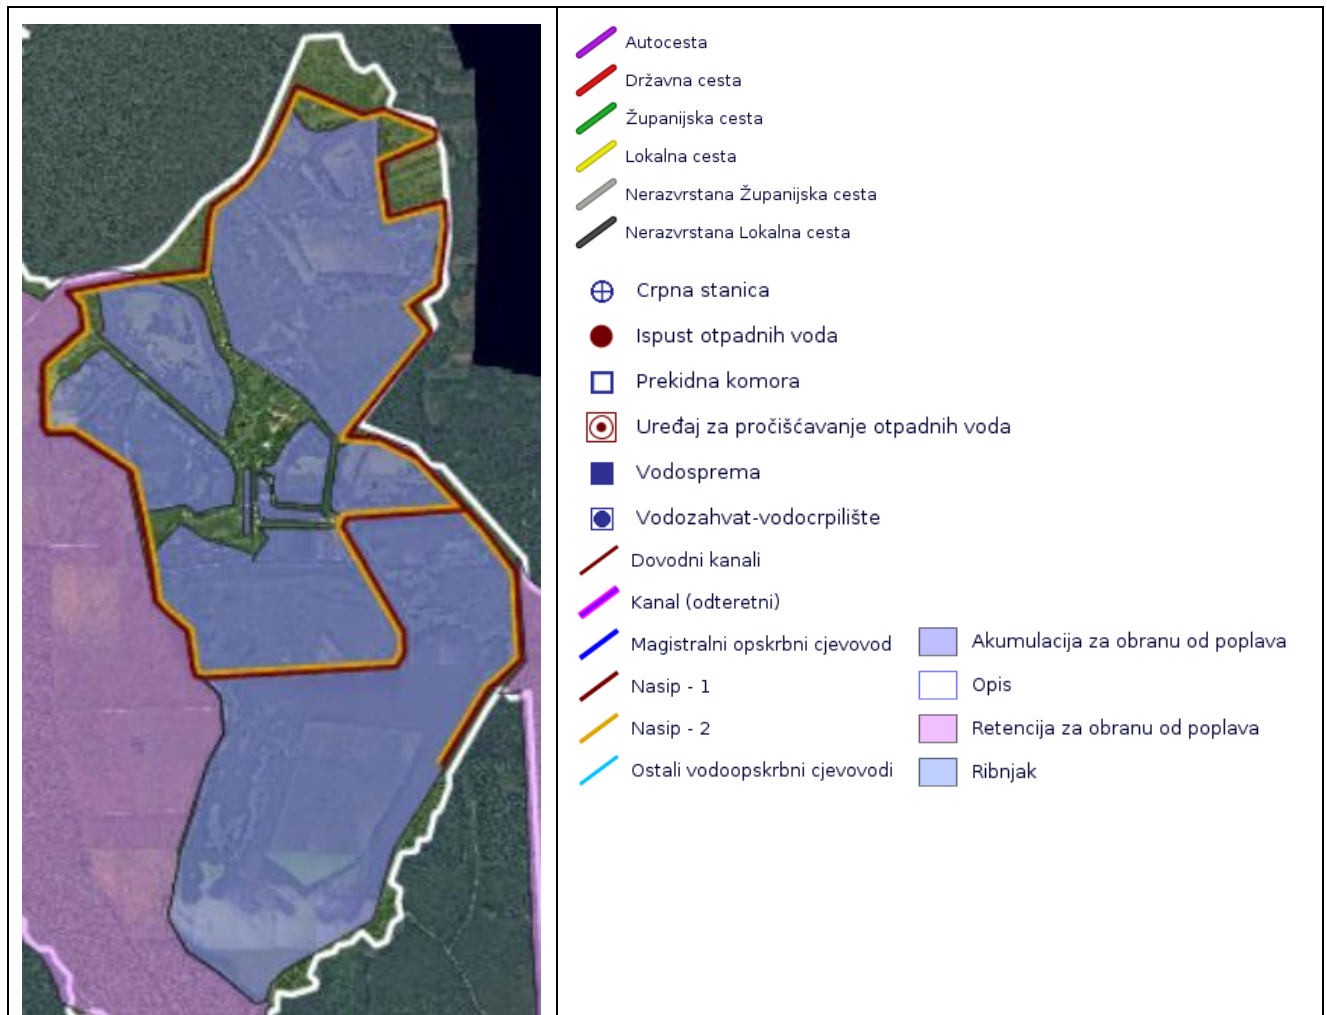 Autocesta
Državna cesta
Županijska cesta
Lokalna cesta
Nerazvrstana Županijska cesta
Nerazvrstana Lokalna cesta
Crpna stanica
Ispust otpadnih voda
Prekidna komora
Uređaj za pročišćavanje otpadnih voda
Vodosprema
Vodozahvat-vodocrpilište
Dovodni kanali
Kanal (odteretni)
Magistralni opskrbni cjevovod
Nasip - 1
Nasip - 2
Ostali vodoopskrbni cjevovodi
Akumulacija za obranu od poplava
Opis
Retencija za obranu od poplava
Ribnjak